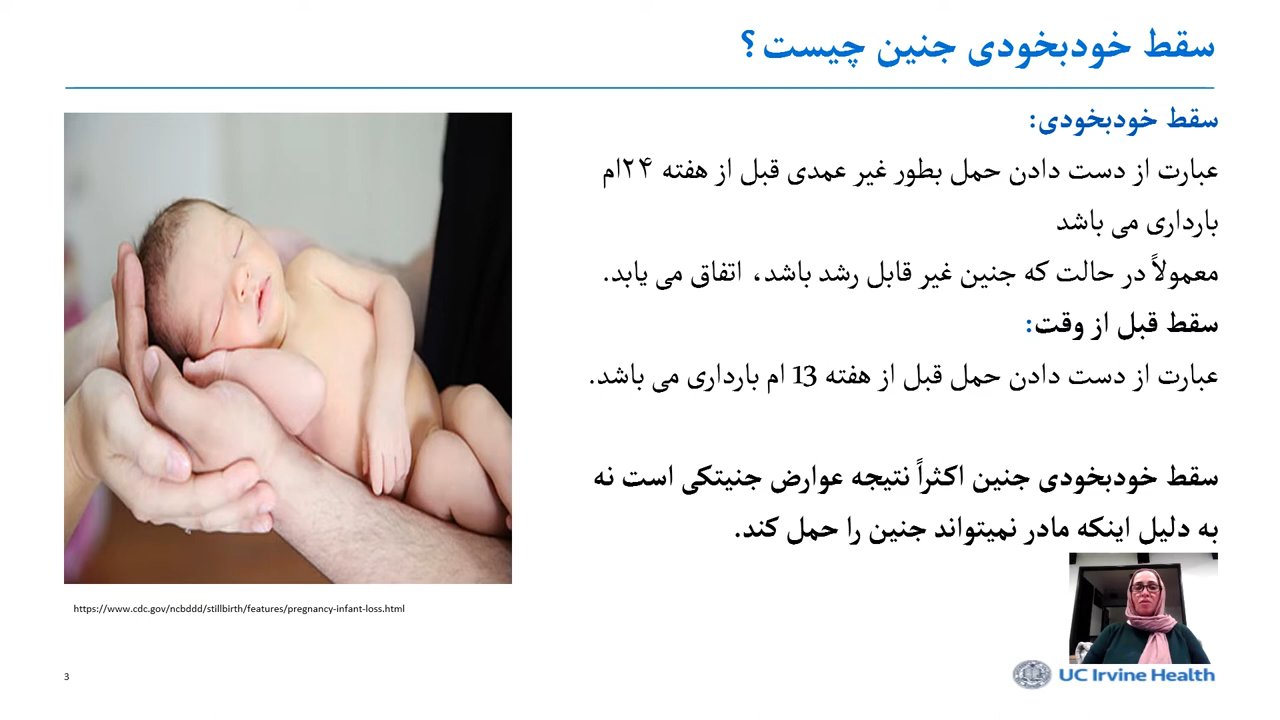 سقط خودبخودی جنین چیست؟
سقط خودبخودی:
عبارت از دست دادن حمل بطور غیر عمدی قبل از هفته ۲۴ام
بارداری می باشد
معمولاً در حالت که جنین غیر قابل رشد باشد، اتفاق می یابد.
سقط قبل از وقت:
عبارت از دست دادن حمل قبل از هفته 13 ام بارداری می باشد.
سقط خودبخودی جنین اکثراً نتیجه عوارض جنیتکی است نه
به دلیل اینکه مادر نمیتواند جنین را حمل کند.
https://www.cdc.gov/ncbddd/stillbirth/features/pregnancy-infant-loss.html
3
UC Irvine Health